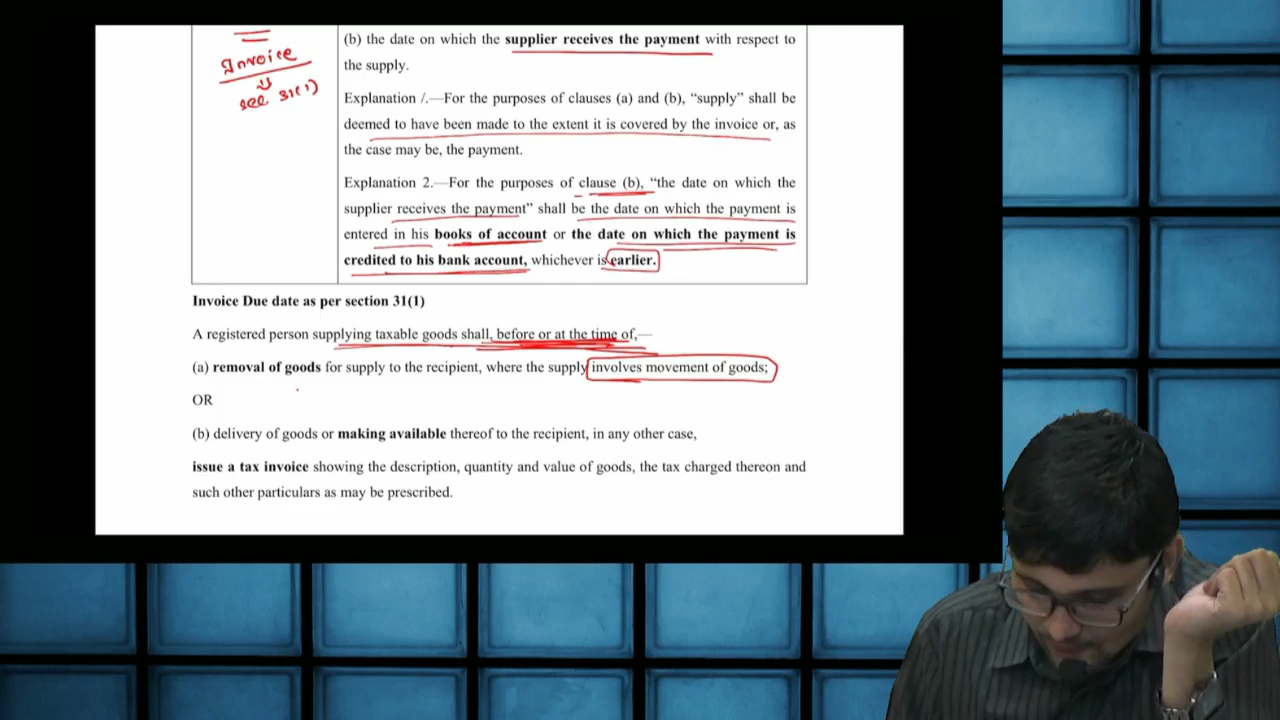 (b) the date on which the supplier receives the payment with respect to
the supply.
Invoice
see 31(1)
Explanation /.—For the purposes of clauses (a) and (b), “supply” shall be
deemed to have been made to the extent it is covered by the invoice or, as
the case may be, the payment.
Explanation 2.—For the purposes of clause (b), “the date on which the
supplier receives the payment” shall be the date on which the payment is
entered in his books of account or the date on which the payment is
credited to his bank account, whichever is earlier.
Invoice Due date as per section 31(1)
A registered person supplying taxable goods shall, before or at the time of,—
(a) removal of goods for supply to the recipient, where the supply involves movement of goods;
OR
(b) delivery of goods or making available thereof to the recipient, in any other case,
issue a tax invoice showing the description, quantity and value of goods, the tax charged thereon and
such other particulars as may be prescribed.